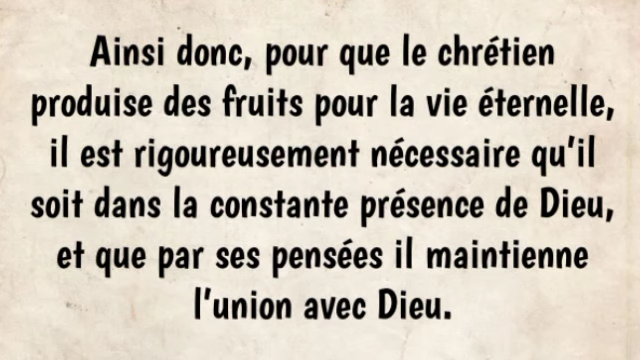 Ainsi donc, pour que le chrétien
produise des fruits pour la vie éternelle,
il est rigoureusement nécessaire qu'il
soit dans la constante présence de Dieu,
et que par ses pensées il maintienne
l'union avec Dieu.